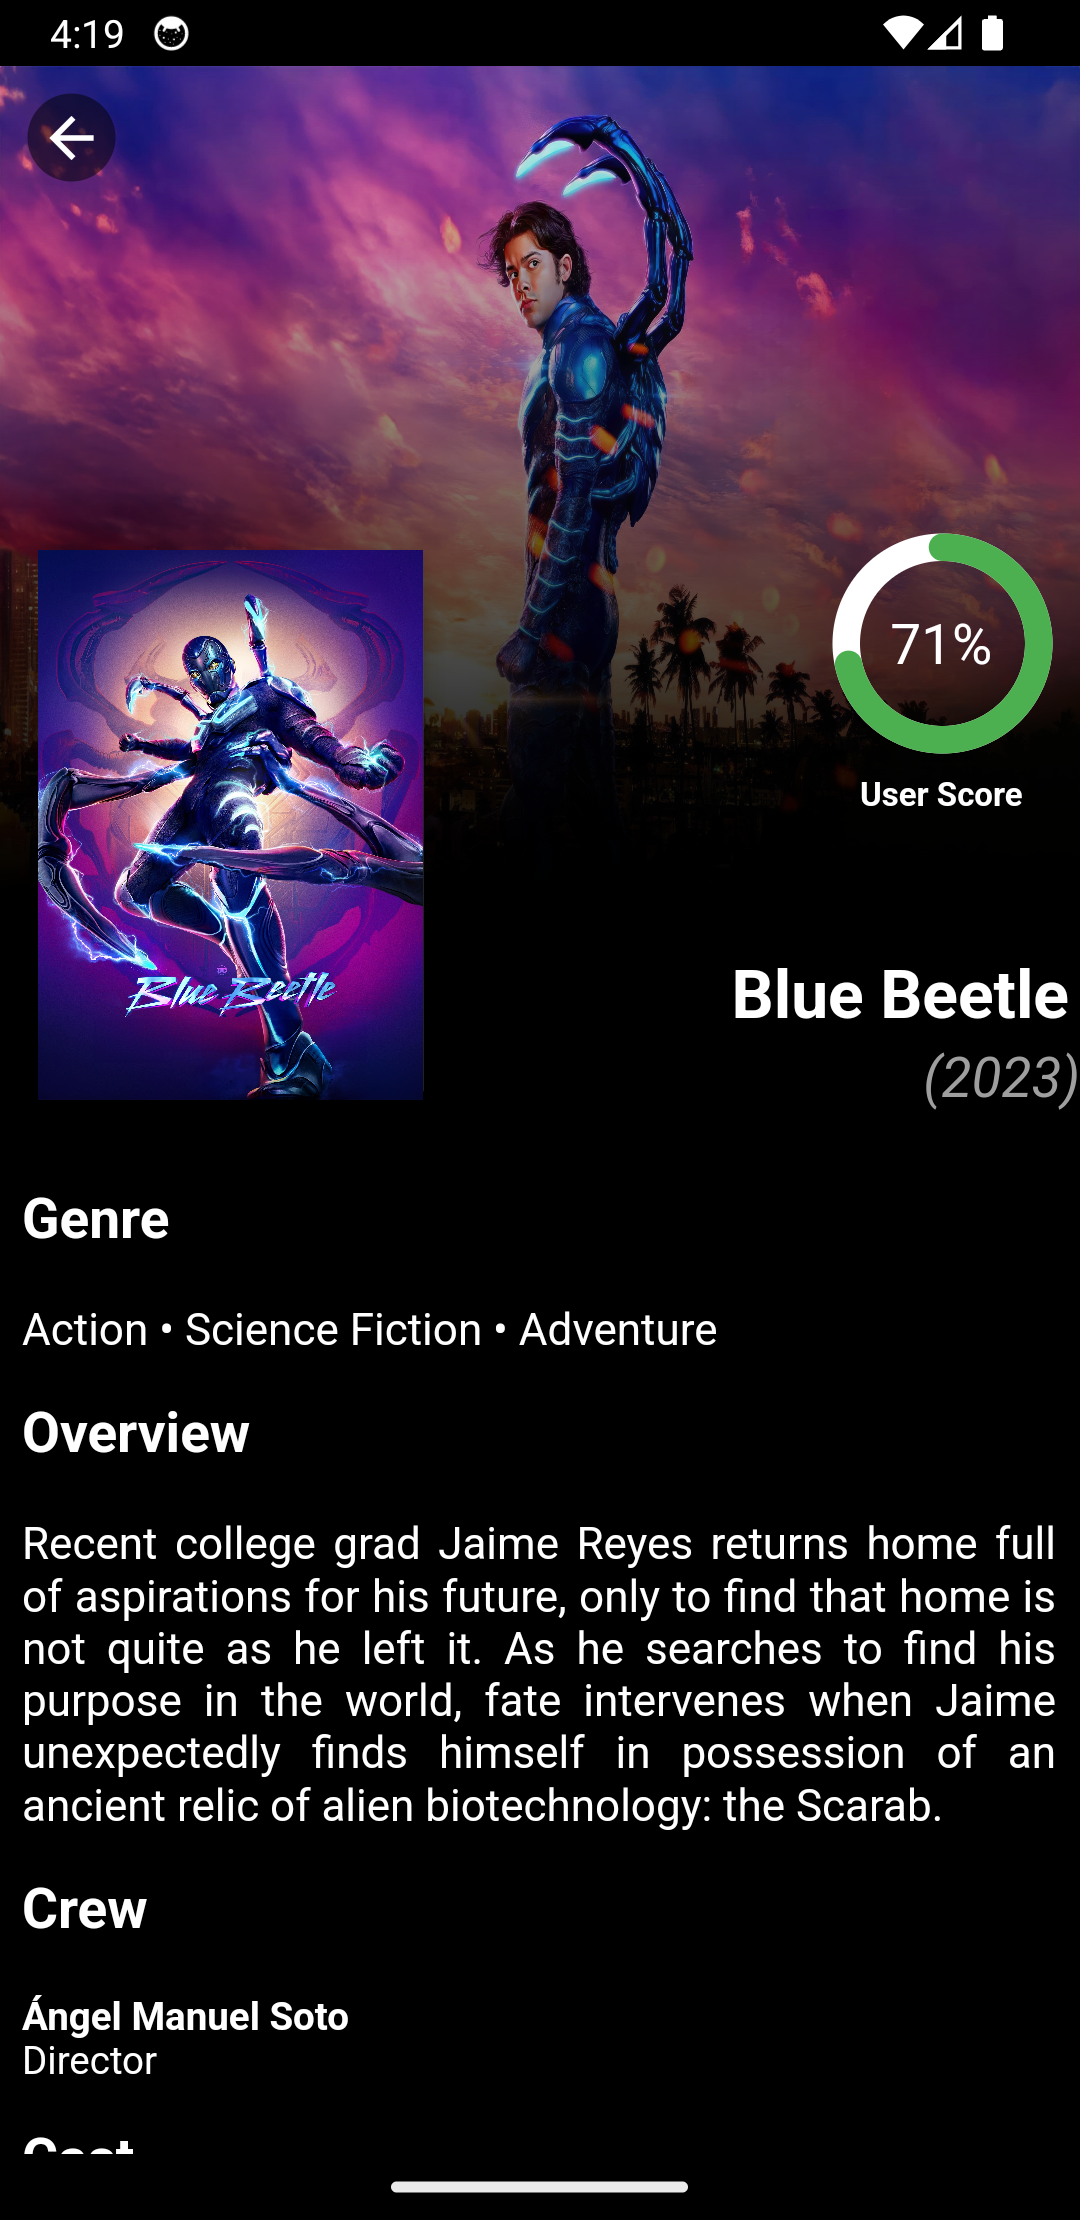 4:19
71%
User Score
Blue Beetle
Blue Beetle
(2023)
Genre
Action • Science Fiction • Adventure
Overview
Recent college grad Jaime Reyes returns home full
of aspirations for his future, only to find that home is
not quite as he left it. As he searches to find his
purpose in the world, fate intervenes when Jaime
unexpectedly finds himself in possession of an
ancient relic of alien biotechnology: the Scarab.
Crew
Ángel Manuel Soto
Director
Cast